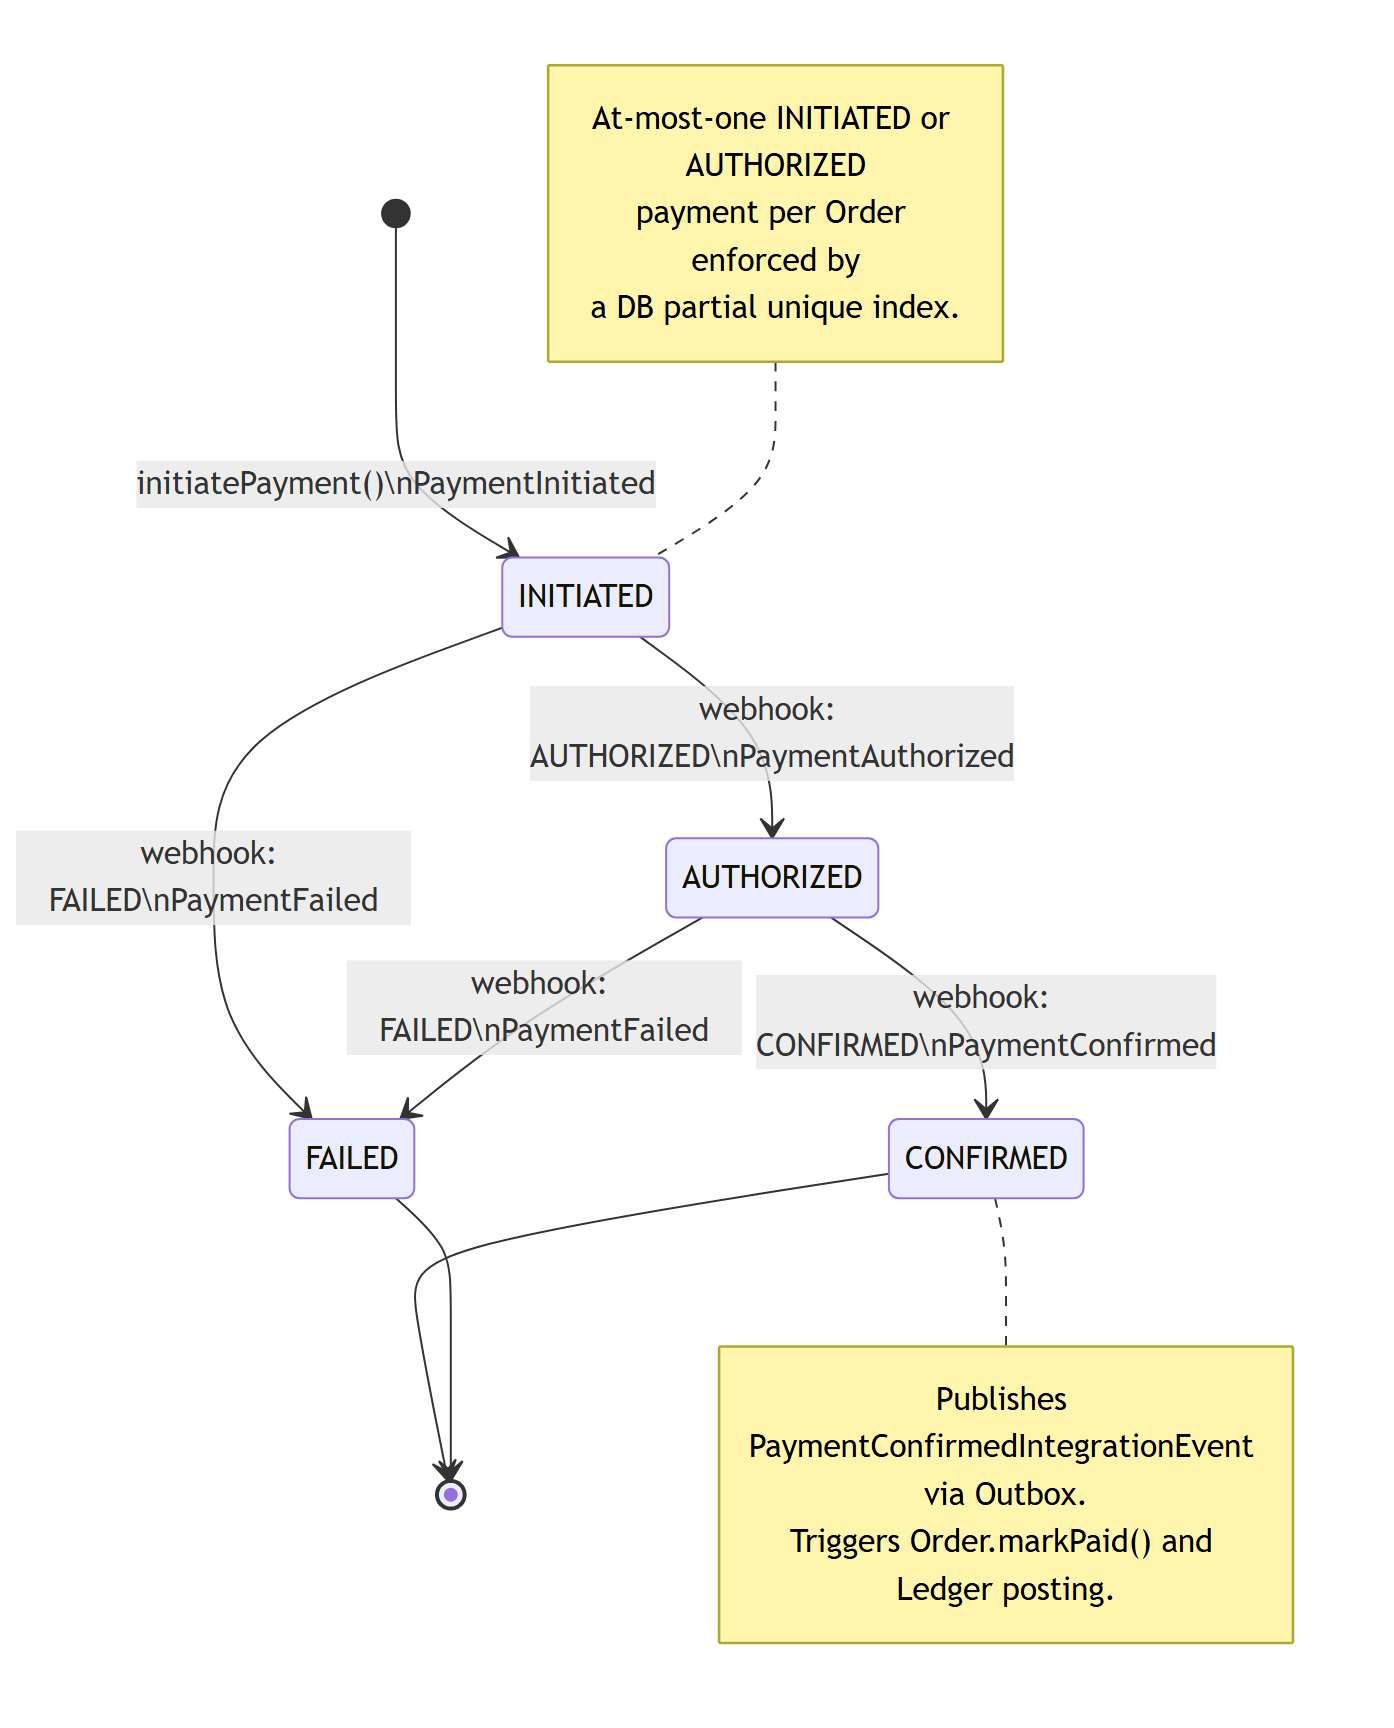 At-most-one INITIATED or
AUTHORIZED
payment per Order
enforced by
a DB partial unique index.
initiatePayment()\nPaymentInitiated
INITIATED
webhook:
AUTHORIZED\nPaymentAuthorized
webhook:
FAILED\nPaymentFailed
AUTHORIZED
webhook:
FAILED\nPaymentFailed
webhook:
CONFIRMED\nPaymentConfirmed
FAILED
CONFIRMED
Publishes
PaymentConfirmedIntegrationEvent
via Outbox.
Triggers Order.markPaid() and
Ledger posting.